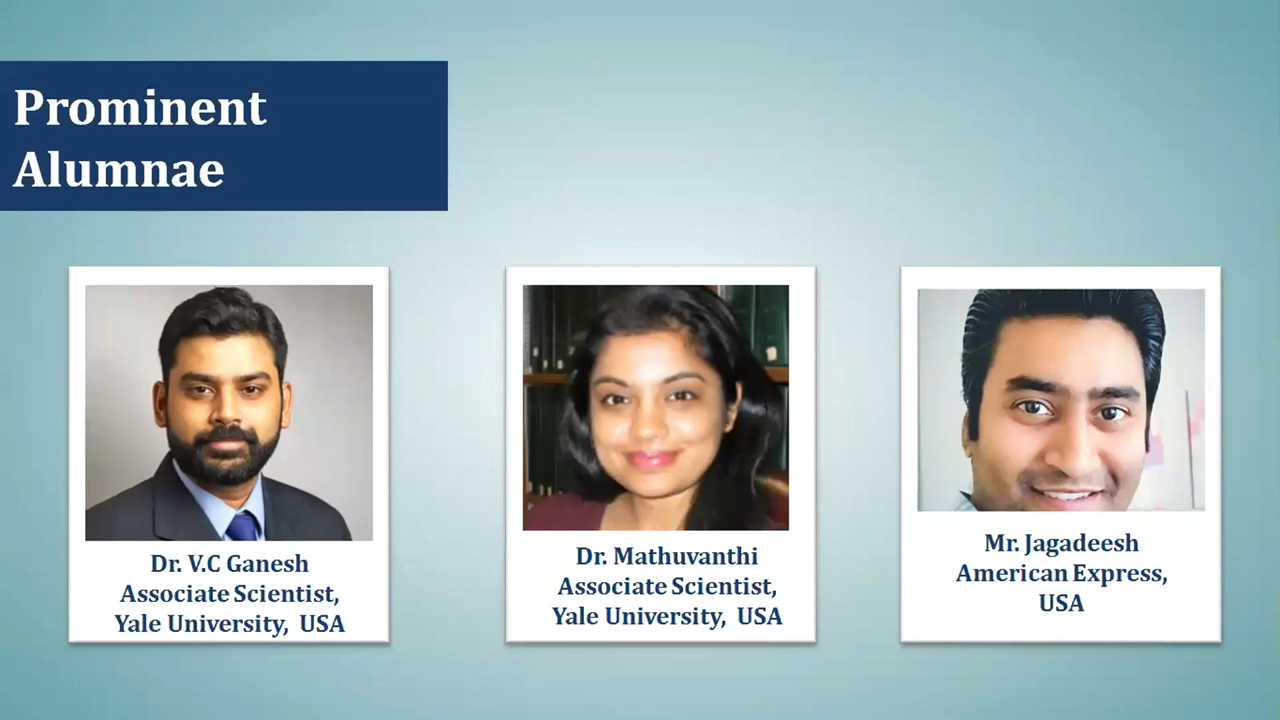 Prominent
Alumnae
Dr. V.C Ganesh
Associate Scientist,
Yale University, USA
Dr. Mathuvanthi
Associate Scientist,
Yale University, USA
Mr. Jagadeesh
American Express,
USA